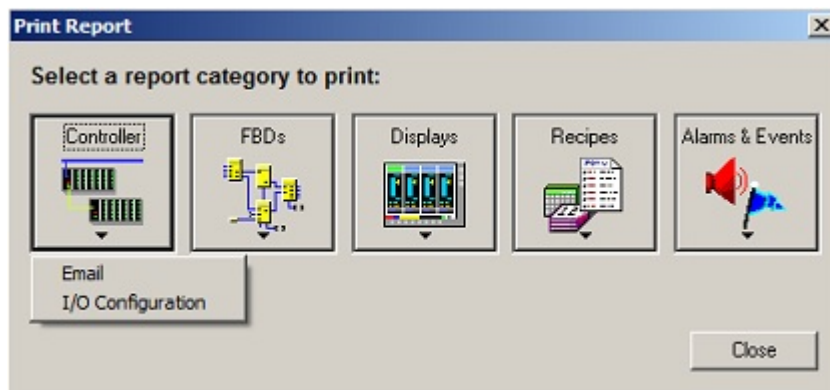 Print Report
Select a report category to print:
Controller
FBDs
Displays
Recipes
Alarms & Events
Email
I/O Configuration
Close